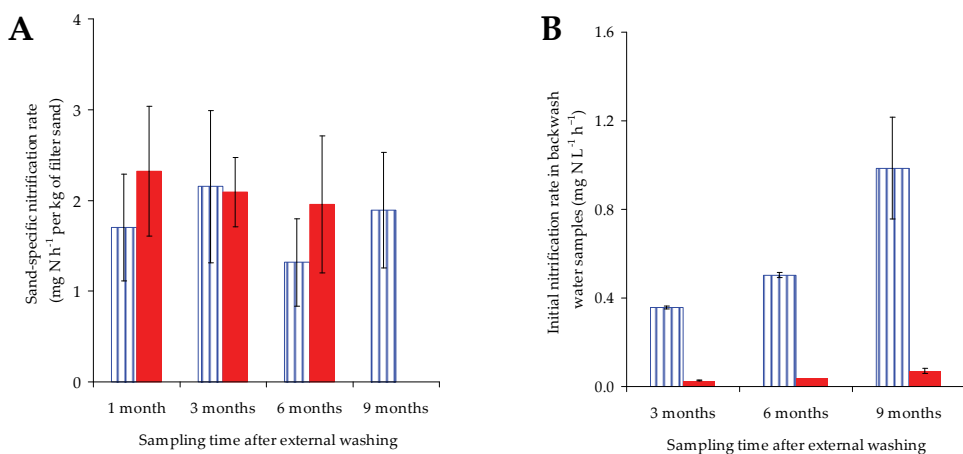 A
Sand-specific nitrification rate
(mg N h⁻¹ per kg of filter sand)
4
3
2
1
0
1 month 3 months 6 months 9 months
Sampling time after external washing
B
Initial nitrification rate in backwash
water samples (mg N L⁻¹ h⁻¹)
1.6
1.2
0.8
0.4
0.0
3 months 6 months 9 months
Sampling time after external washing